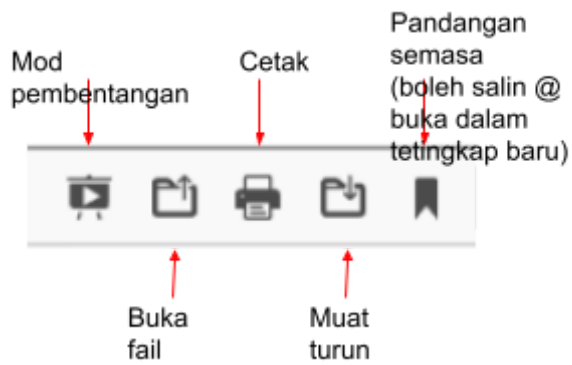 Mod
pembentangan
Cetak
Pandangan
semasa
(boleh salin @
buka dalam
tetingkap baru)
Buka
fail
Muat
turun